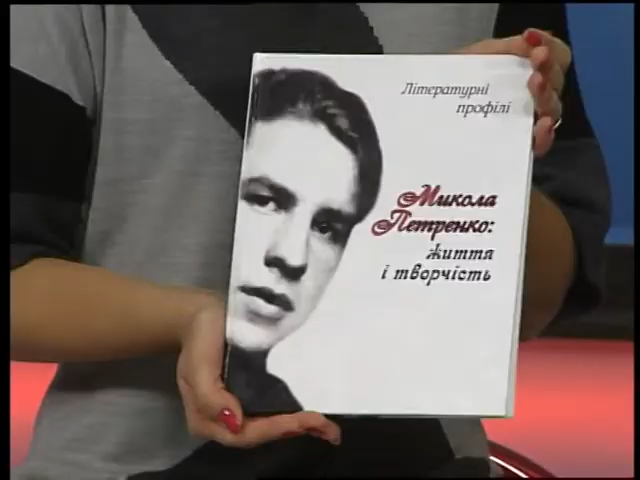 Літературні
профілі
Микола
Петренко:
життя
і творчість